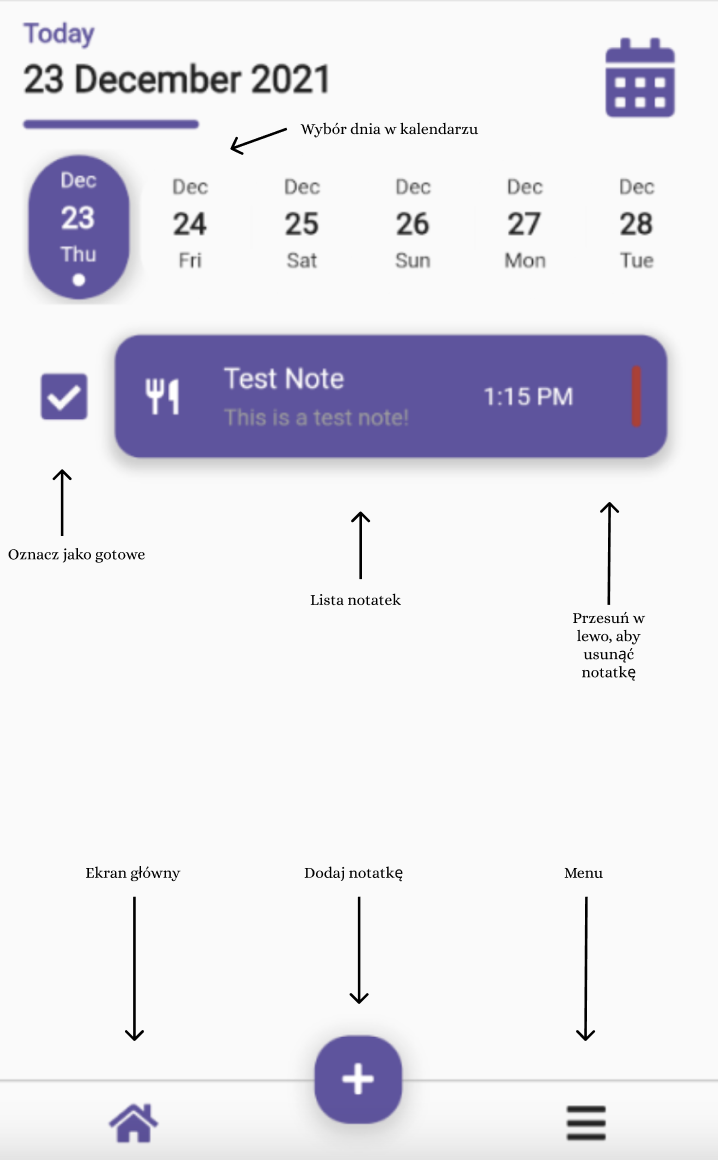 Today
23 December 2021
Wybór dnia w kalendarzu
Dec Dec Dec Dec Dec Dec
23 24 25 26 27 28
Thu Fri Sat Sun Mon Tue
Test Note
This is a test note!
1:15 PM
Oznacz jako gotowe
Lista notatek
Przesuń w
lewo, aby
usunąć
notatkę
Ekran główny
Dodaj notatkę
Menu